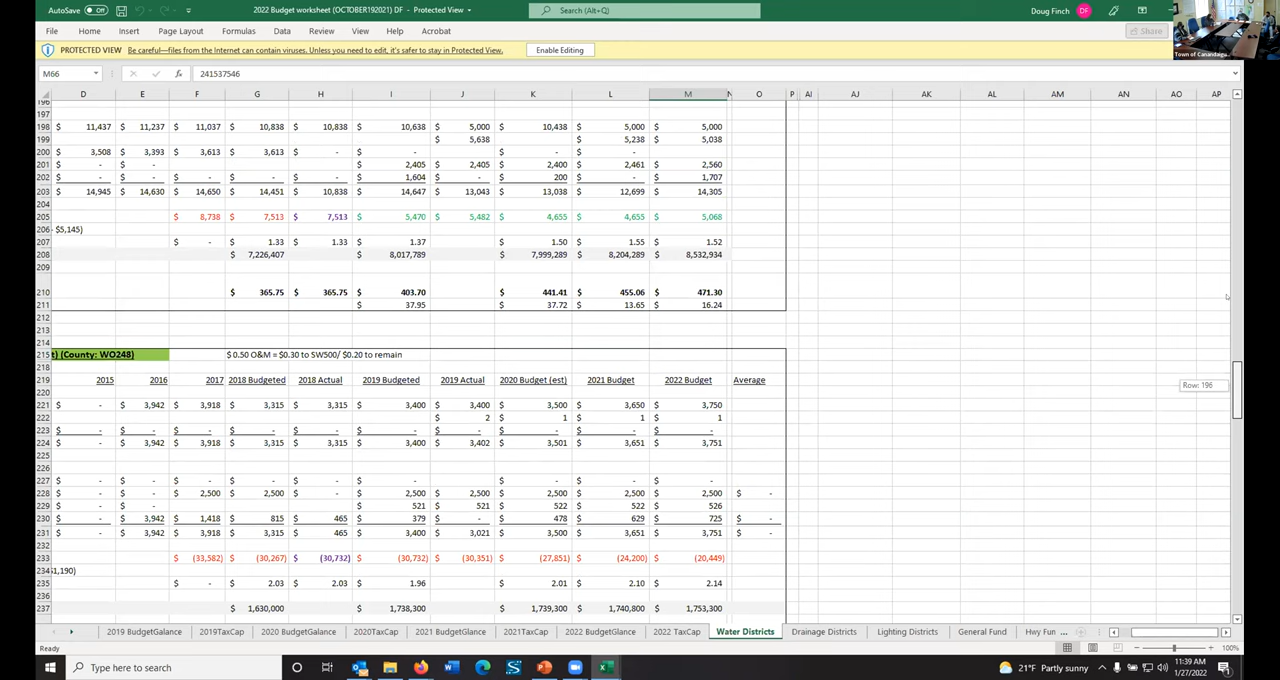 AutoSave Off 2022 Budget worksheet (OCTOBER192021) DF - Protected View Search (Alt+Q) Doug Finch DF
File Home Insert Page Layout Formulas Data Review View Help Acrobat Share
PROTECTED VIEW Be careful—files from the Internet can contain viruses. Unless you need to edit, it's safer to stay in Protected View. Enable Editing
Town of Canandaigu...
M66 fx 241537546
D E F G H I J K L M N O P AI AJ AK AL AM AN AO AP
196
197
198 $ 11,437 $ 11,237 $ 11,037 $ 10,838 $ 10,838 $ 10,638 $ 5,000 $ 10,438 $ 5,000 $ 5,000
199 $ 5,638 $ 5,238 $ 5,038
200 $ 3,508 $ 3,393 $ 3,613 $ 3,613 $ - $ - $ - $ -
201 $ - $ - $ 2,405 $ 2,405 $ 2,400 $ 2,461 $ 2,560
202 $ - $ - $ - $ - $ - $ 1,604 $ - $ 200 $ - $ 1,707
203 $ 14,945 $ 14,630 $ 14,650 $ 14,451 $ 10,838 $ 14,647 $ 13,043 $ 13,038 $ 12,699 $ 14,305
204
205 $ 8,738 $ 7,513 $ 7,513 $ 5,470 $ 5,482 $ 4,655 $ 4,655 $ 5,068
206 - $5,145)
207 $ - $ 1.33 $ 1.33 $ 1.37 $ 1.50 $ 1.55 $ 1.52
208 $ 7,226,407 $ 8,017,789 $ 7,999,289 $ 8,204,289 $ 8,532,934
209
210 $ 365.75 $ 365.75 $ 403.70 $ 441.41 $ 455.06 $ 471.30
211 $ 37.95 $ 37.72 $ 13.65 $ 16.24
212
213
214
215 t) (County: WO248) $ 0.50 O&M = $0.30 to SW500/ $0.20 to remain
218
219 2015 2016 2017 2018 Budgeted 2018 Actual 2019 Budgeted 2019 Actual 2020 Budget (est) 2021 Budget 2022 Budget Average
220
221 $ - $ 3,942 $ 3,918 $ 3,315 $ 3,315 $ 3,400 $ 3,400 $ 3,500 $ 3,650 $ 3,750
222 $ 2 $ 1 $ 1 $ 1
223 $ - $ - $ - $ - $ - $ - $ - $ - $ - $ -
224 $ - $ 3,942 $ 3,918 $ 3,315 $ 3,315 $ 3,400 $ 3,402 $ 3,501 $ 3,651 $ 3,751
225
226
227 $ - $ - $ - $ - $ - $ - $ - $ - $ -
228 $ - $ - $ 2,500 $ 2,500 $ - $ 2,500 $ 2,500 $ 2,500 $ 2,500 $ 2,500 $ -
229 $ - $ - $ 521 $ 521 $ 522 $ 522 $ 526
230 $ - $ 3,942 $ 1,418 $ 815 $ 465 $ 379 $ - $ 478 $ 629 $ 725 $ -
231 $ - $ 3,942 $ 3,918 $ 3,315 $ 465 $ 3,400 $ 3,021 $ 3,500 $ 3,651 $ 3,751 $ -
232
233 $ (33,582) $ (30,267) $ (30,732) $ (30,732) $ (30,351) $ (27,851) $ (24,200) $ (20,449)
234 1,190)
235 $ - $ 2.03 $ 2.03 $ 1.96 $ 2.01 $ 2.10 $ 2.14
236
237 $ 1,630,000 $ 1,738,300 $ 1,739,300 $ 1,740,800 $ 1,753,300
Row: 196
2019 BudgetGalance 2019TaxCap 2020 BudgetGlance 2020TaxCap 2021 BudgetGlance 2021TaxCap 2022 BudgetGlance 2022 TaxCap Water Districts Drainage Districts Lighting Districts General Fund Hwy Fun ...
Ready 100%
Type here to search 21°F Partly sunny 11:39 AM
1/27/2022